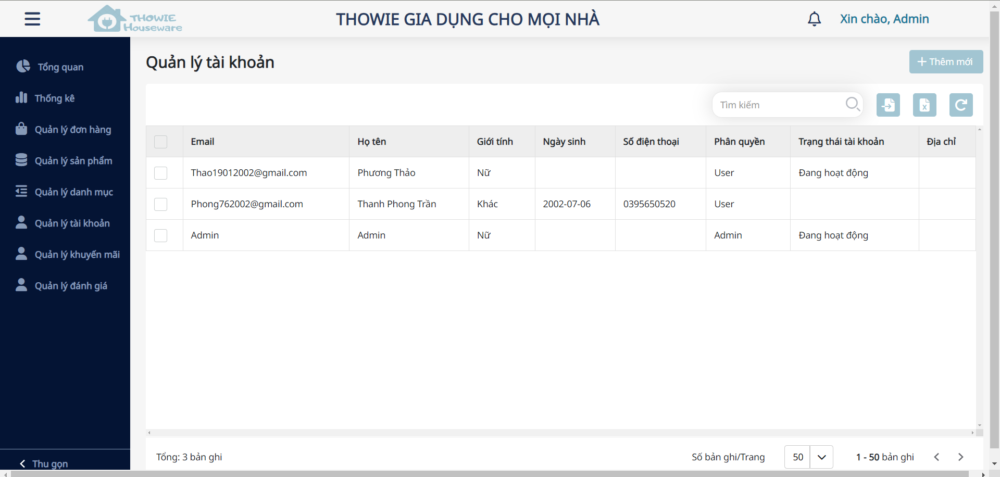 THOWIE
Houseware
THOWIE GIA DỤNG CHO MỌI NHÀ
Xin chào, Admin
Tổng quan
Thống kê
Quản lý đơn hàng
Quản lý sản phẩm
Quản lý danh mục
Quản lý tài khoản
Quản lý khuyến mãi
Quản lý đánh giá
Thu gọn
Quản lý tài khoản
Thêm mới
Tìm kiếm
Email Họ tên Giới tính Ngày sinh Số điện thoại Phân quyền Trạng thái tài khoản Địa chỉ
Thao19012002@gmail.com Phương Thảo Nữ User Đang hoạt động
Phong762002@gmail.com Thanh Phong Trần Khác 2002-07-06 0395650520 User
Admin Admin Nữ Admin Đang hoạt động
Tổng: 3 bản ghi Số bản ghi/Trang 50 1 - 50 bản ghi